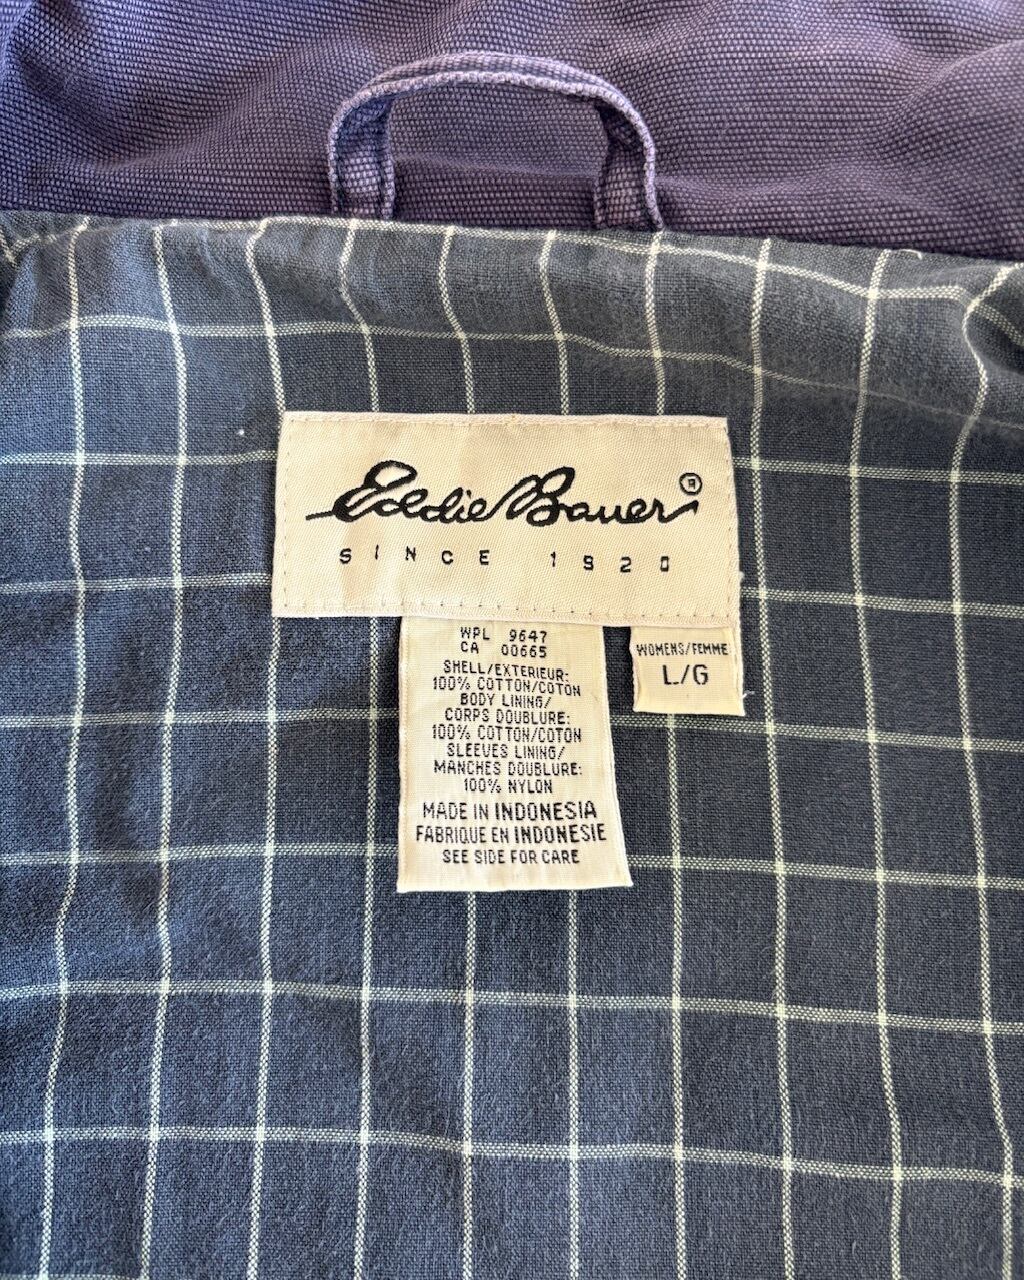 Eddie Bauer ®
SINCE 1920
WPL 9647
CA 00665
SHELL/EXTERIEUR:
100% COTTON/COTON
BODY LINING/
CORPS DOUBLURE:
100% COTTON/COTON
SLEEVES LINING/
MANCHES DOUBLURE:
100% NYLON
MADE IN INDONESIA
FABRIQUE EN INDONESIE
SEE SIDE FOR CARE
WOMENS/FEMME
L/G